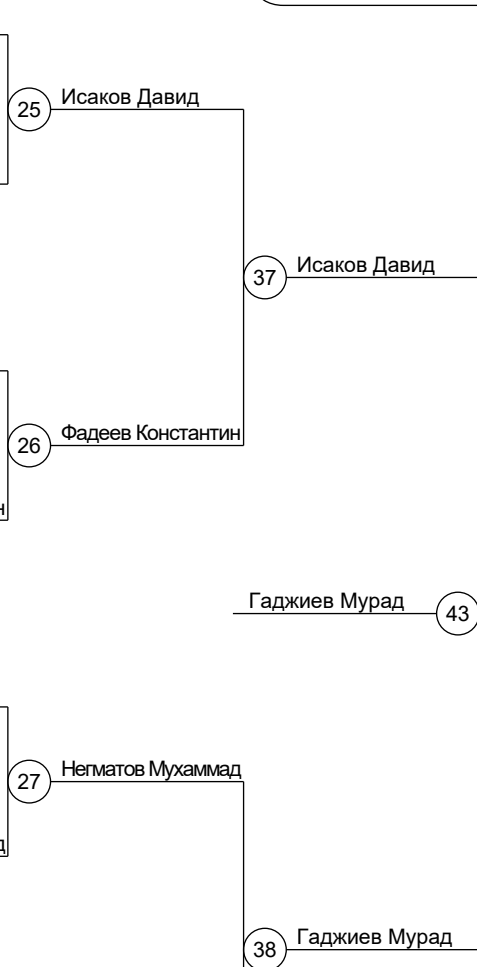 25
Исаков Давид
37
Исаков Давид
26
Фадеев Константин
Гаджиев Мурад
43
27
Негматов Мухаммад
38
Гаджиев Мурад